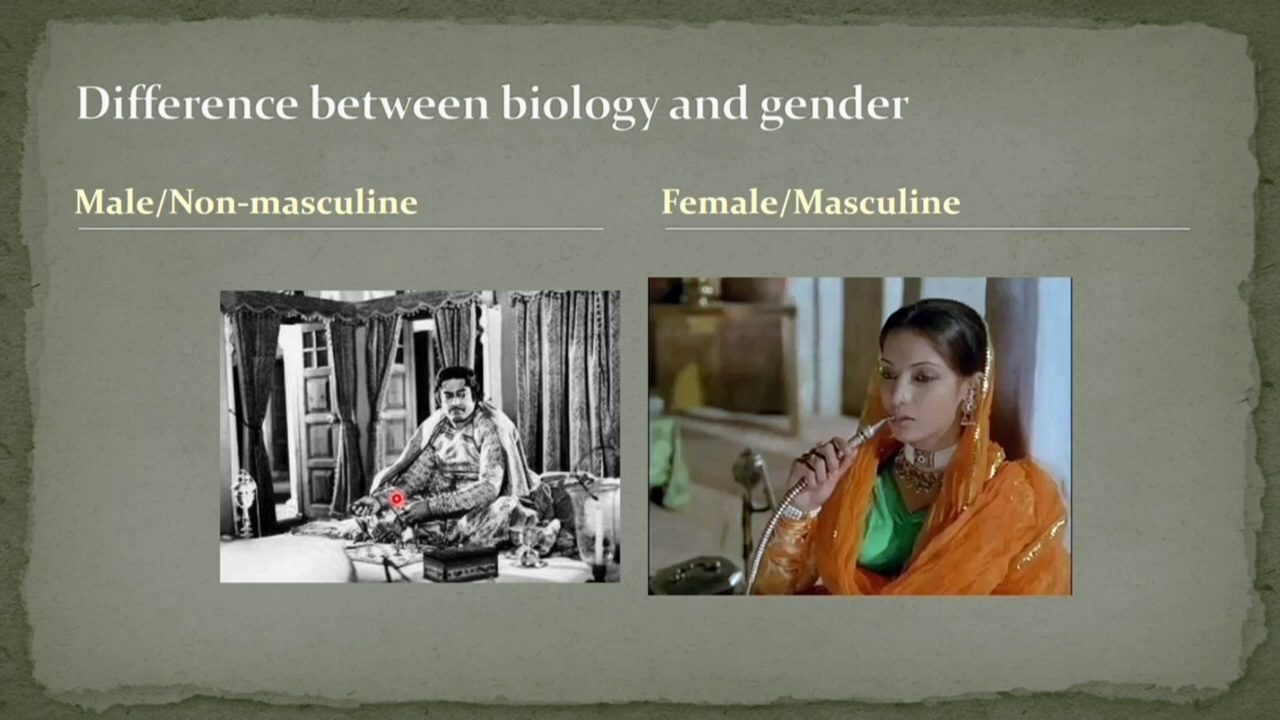 Difference between biology and gender
Male/Non-masculine
Female/Masculine